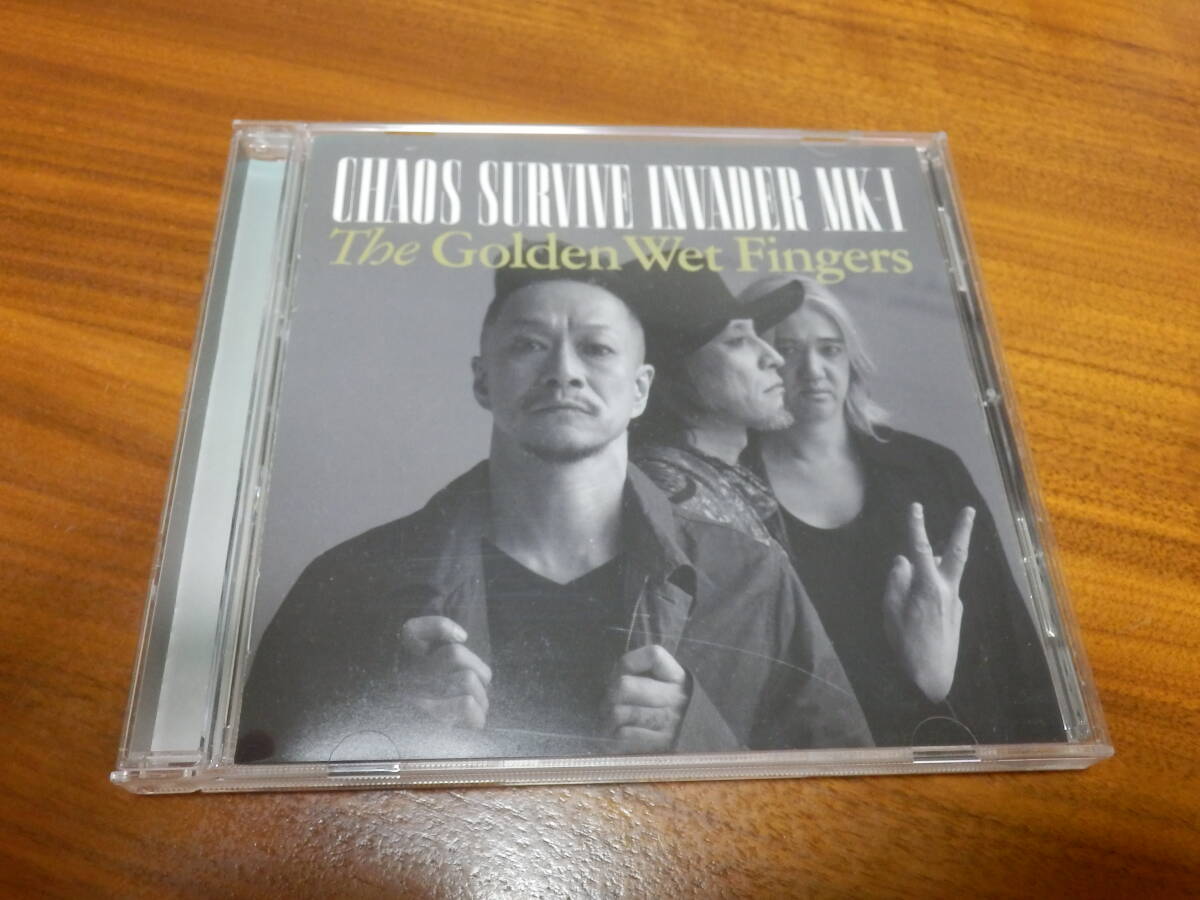 CHAOS SURVIVE INVADER MK-I
The Golden Wet Fingers